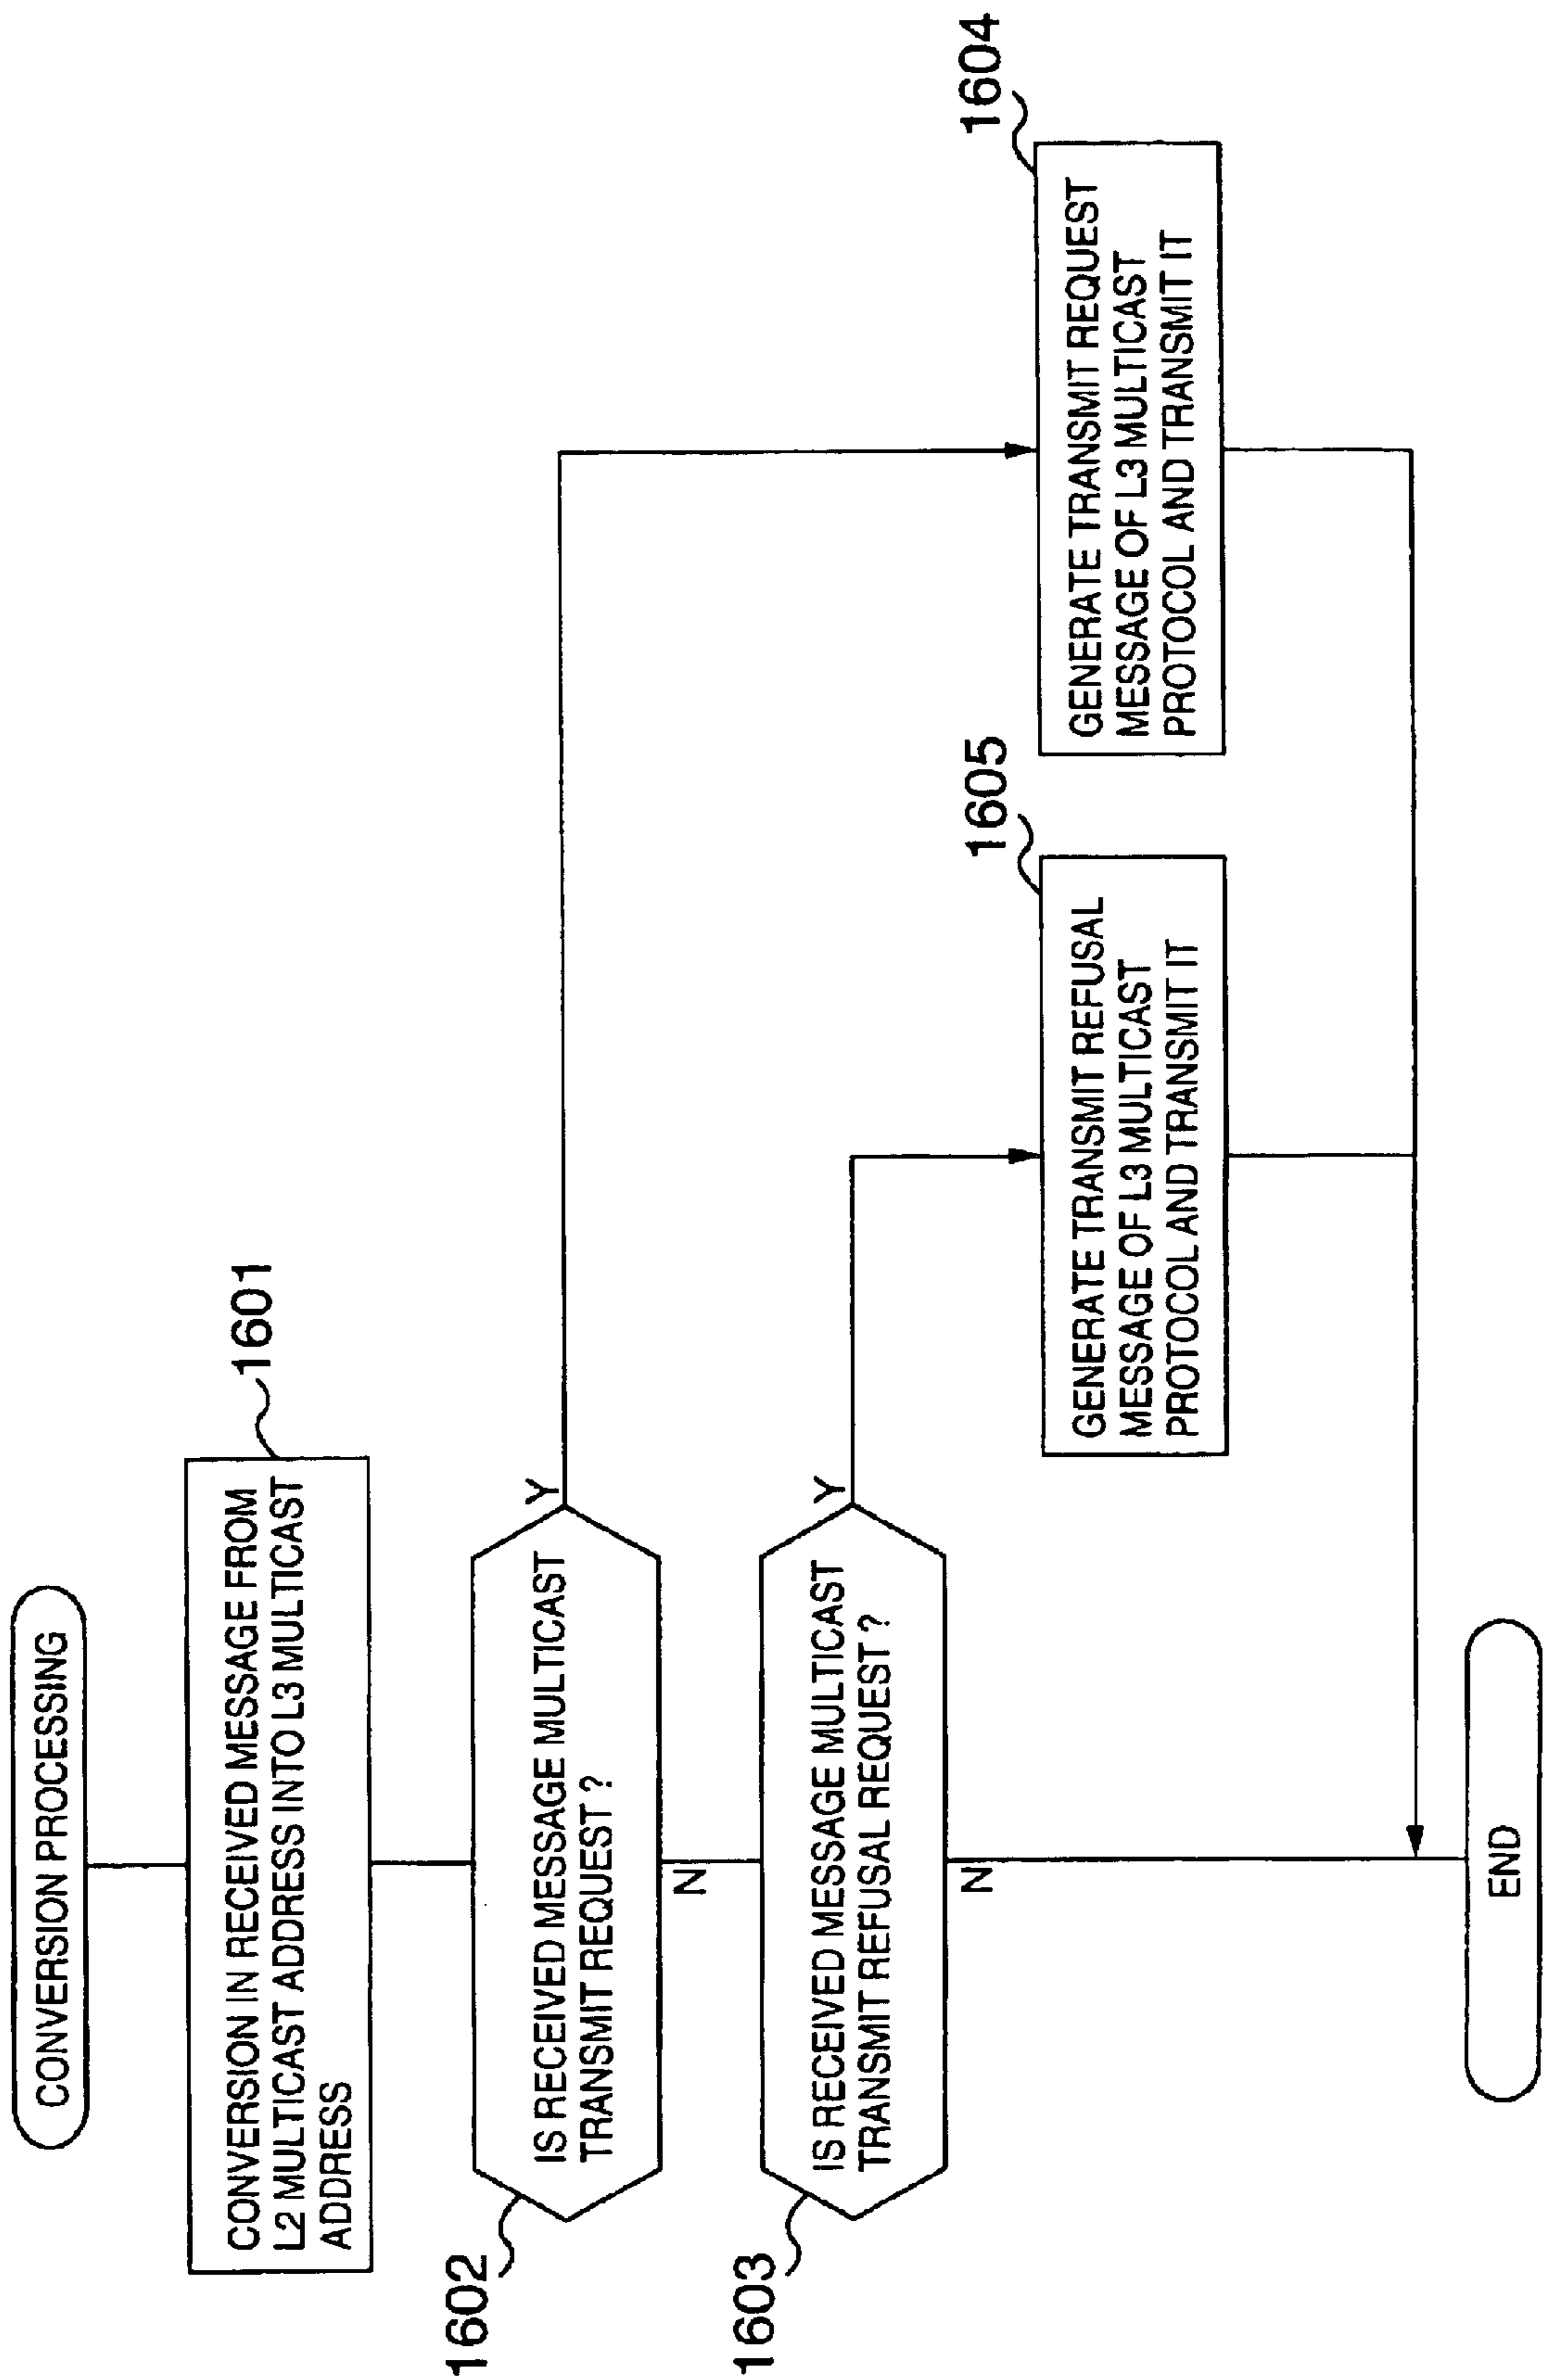 CONVERSION PROCESSING
1601
CONVERSION IN RECEIVED MESSAGE FROM
L2 MULTICAST ADDRESS INTO L3 MULTICAST
ADDRESS
1602
IS RECEIVED MESSAGE MULTICAST
TRANSMIT REQUEST ?
Y
N
1603
IS RECEIVED MESSAGE MULTICAST
TRANSMIT REFUSAL REQUEST ?
Y
N
1605
GENERATE TRANSMIT REFUSAL
MESSAGE OF L3 MULTICAST
PROTOCOL AND TRANSMIT IT
1604
GENERATE TRANSMIT REQUEST
MESSAGE OF L3 MULTICAST
PROTOCOL AND TRANSMIT IT
END